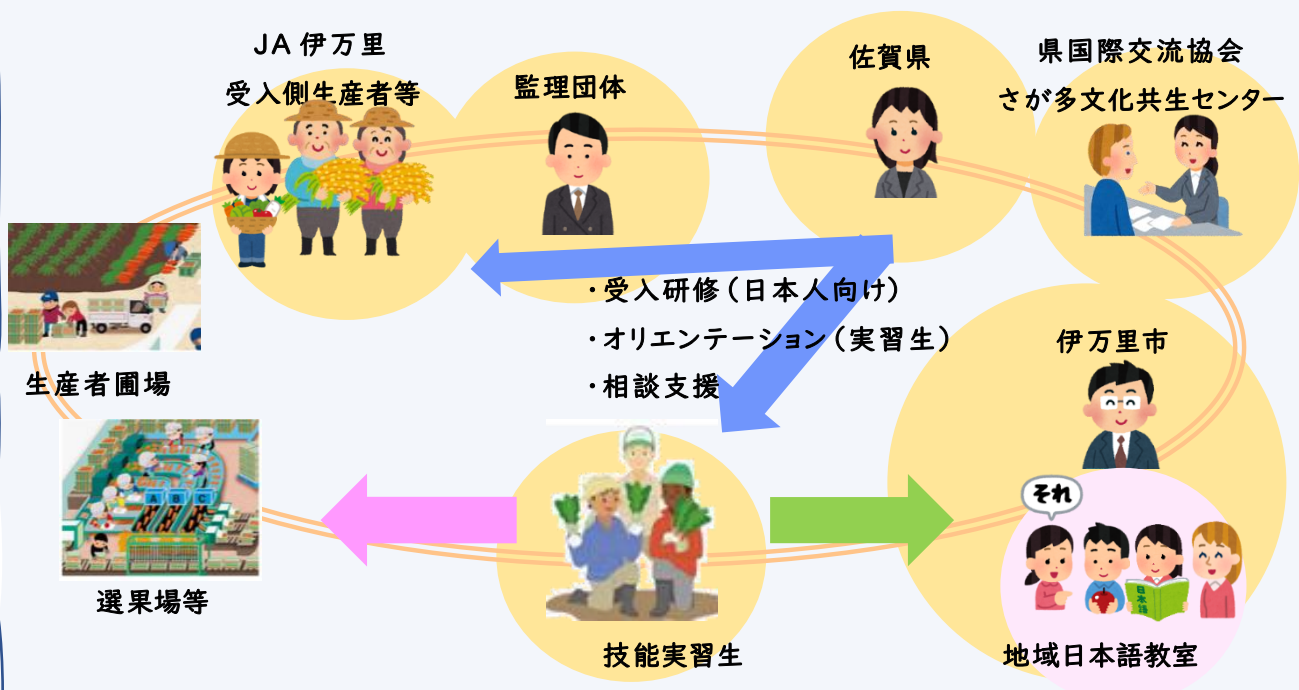 JA伊万里
受入側生産者等
監理団体
佐賀県
県国際交流協会
さが多文化共生センター
・受入研修（日本人向け）
・オリエンテーション（実習生）
・相談支援
生産者圃場
伊万里市
A B C
選果場等
それ
日本語
技能実習生
地域日本語教室